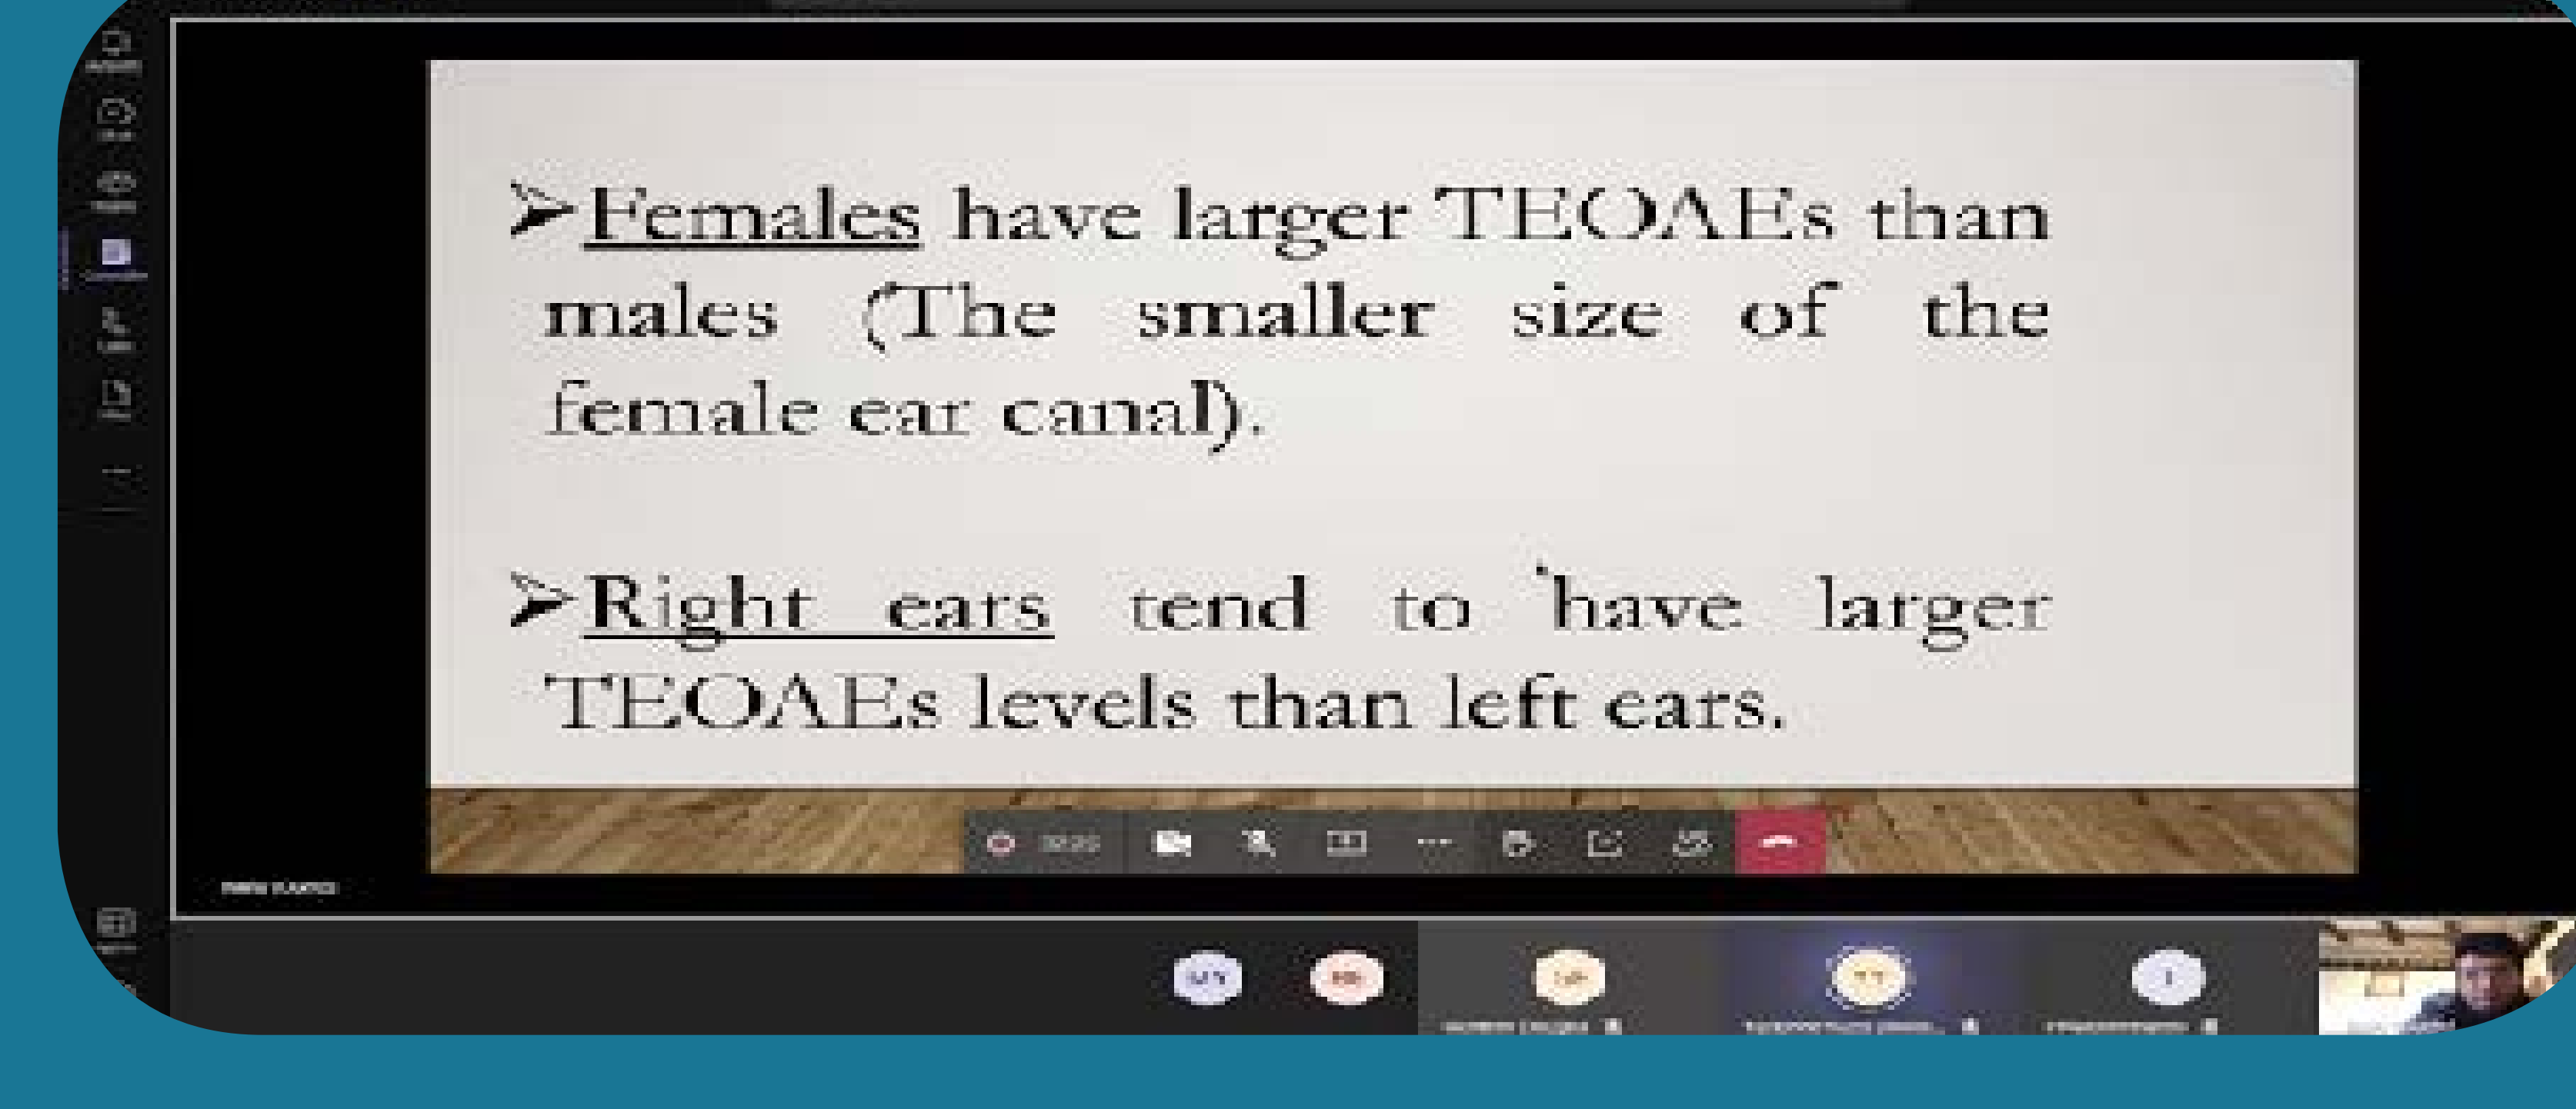 ➢Females have larger TEOAEs than
males (The smaller size of the
female ear canal).
➢Right ears tend to have larger
TEOAEs levels than left ears.